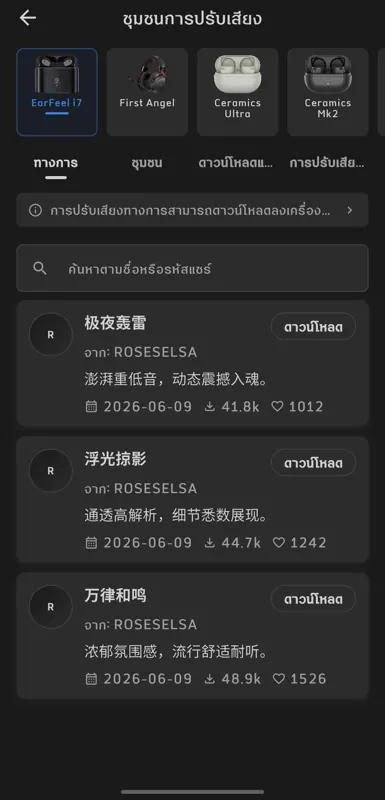 ชุมชนการปรับเสียง
EarFeel i7
First Angel
Ceramics Ultra
Ceramics Mk2
ทางการ
ชุมชน
ดาวน์โหลดแ...
การปรับเสีย...
การปรับเสียงทางการสามารถดาวน์โหลดลงเครื่อง...
ค้นหาตามชื่อหรือรหัสแชร์
R
极夜轰雷
ดาวน์โหลด
จาก: ROSESELSA
澎湃重低音，动态震撼入魂。
2026-06-09 41.8k 1012
R
浮光掠影
ดาวน์โหลด
จาก: ROSESELSA
通透高解析，细节悉数展现。
2026-06-09 44.7k 1242
R
万律和鸣
ดาวน์โหลด
จาก: ROSESELSA
浓郁氛围感，流行舒适耐听。
2026-06-09 48.9k 1526